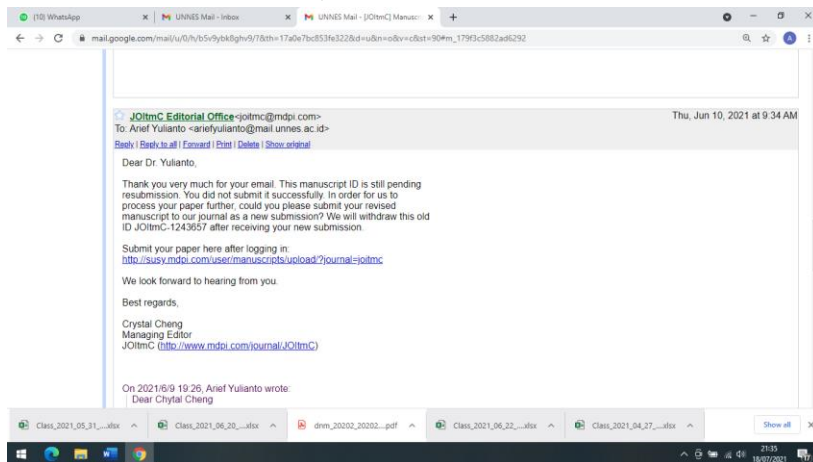 (10) WhatsApp
UNNES Mail - Inbox
UNNES Mail - [JOItmC] Manusc
mail.google.com/mail/u/0/h/b5v9ybk8ghv9/?&th=17a0e7bc853fe322&d=u&n=o&v=c&st=90#m_179f3c5882ad6292
JOItmC Editorial Office<joitmc@mdpi.com>
Thu, Jun 10, 2021 at 9:34 AM
To: Arief Yulianto <ariefyulianto@mail.unnes.ac.id>
Reply | Reply to all | Forward | Print | Delete | Show original
Dear Dr. Yulianto,
Thank you very much for your email. This manuscript ID is still pending
resubmission. You did not submit it successfully. In order for us to
process your paper further, could you please submit your revised
manuscript to our journal as a new submission? We will withdraw this old
ID JOItmC-1243657 after receiving your new submission.
Submit your paper here after logging in:
http://susy.mdpi.com/user/manuscripts/upload/?journal=joitmc
We look forward to hearing from you.
Best regards,
Crystal Cheng
Managing Editor
JOItmC (http://www.mdpi.com/journal/JOItmC)
On 2021/6/9 19:26, Arief Yulianto wrote:
Dear Chytal Cheng
Class_2021_05_31_....xlsx
Class_2021_06_20_....xlsx
dnm_20202_20202....pdf
Class_2021_06_22_....xlsx
Class_2021_04_27_....xlsx
Show all
21:35
18/07/2021